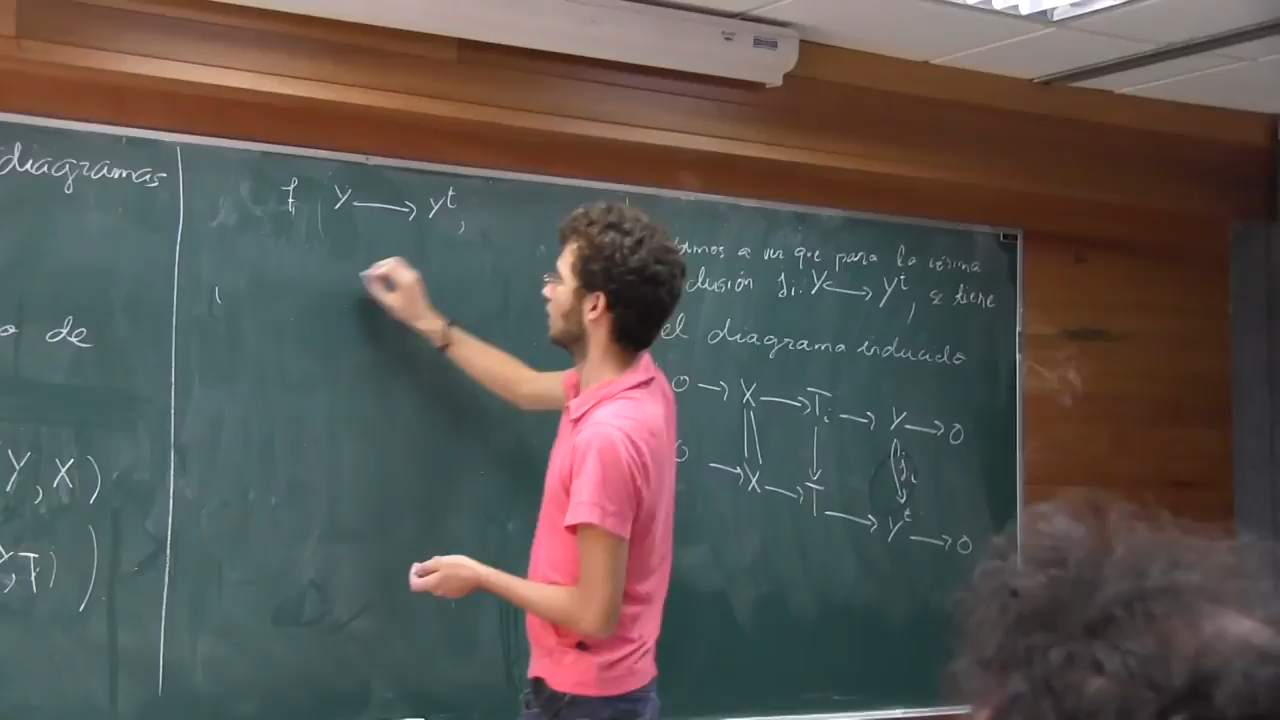 diagramas
o de
Y, X)
Y, T))
f, Y ⟶ Y^t,
a ver que para la i-ésima
clusión j_i: Y ↪ Y^t, se tiene
el diagrama inducido
0 → X → T_i → Y → 0
j_i
0 → X → T → Y^t → 0